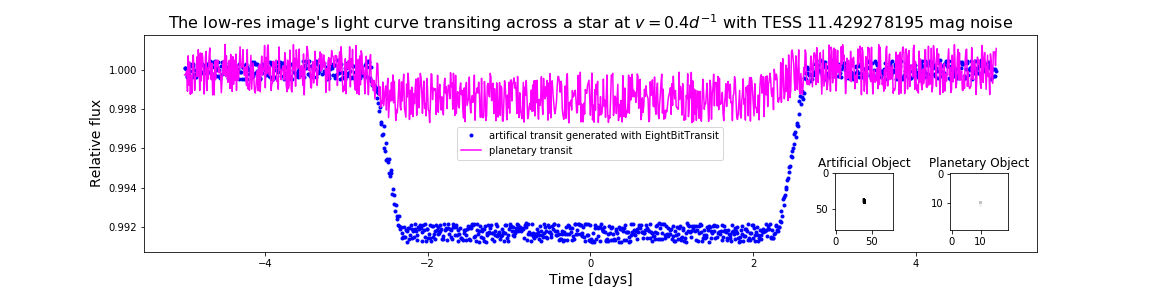 The low-res image's light curve transiting across a star at v = 0.4d⁻¹ with TESS 11.429278195 mag noise
Relative flux
1.000
0.998
0.996
0.994
0.992
artifical transit generated with EightBitTransit
planetary transit
Artificial Object
0
50
0 50
Planetary Object
0
10
0 10
−4 −2 0 2 4
Time [days]